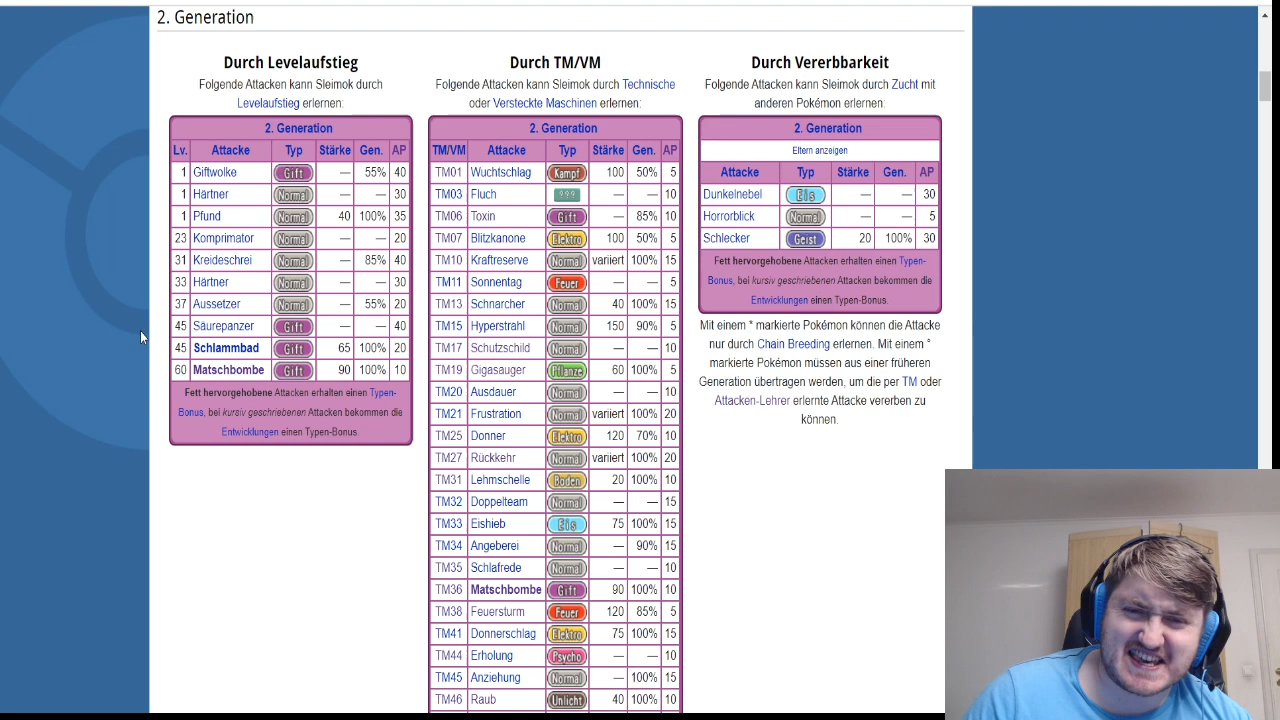 2. Generation
Durch Levelaufstieg
Folgende Attacken kann Sleimok durch
Levelaufstieg erlernen:
2. Generation
Lv. Attacke Typ Stärke Gen. AP
1 Giftwolke Gift — 55% 40
1 Härtner Normal — — 30
1 Pfund Normal 40 100% 35
23 Komprimator Normal — — 20
31 Kreideschrei Normal — 85% 40
33 Härtner Normal — — 30
37 Aussetzer Normal — 55% 20
45 Säurepanzer Gift — — 40
45 Schlammbad Gift 65 100% 20
60 Matschbombe Gift 90 100% 10
Fett hervorgehobene Attacken erhalten einen Typen-
Bonus, bei kursiv geschriebenen Attacken bekommen die
Entwicklungen einen Typen-Bonus.
Durch TM/VM
Folgende Attacken kann Sleimok durch Technische
oder Versteckte Maschinen erlernen:
2. Generation
TM/VM Attacke Typ Stärke Gen. AP
TM01 Wuchtschlag Kampf 100 50% 5
TM03 Fluch ??? — — 10
TM06 Toxin Gift — 85% 10
TM07 Blitzkanone Elektro 100 50% 5
TM10 Kraftreserve Normal variiert 100% 15
TM11 Sonnentag Feuer — — 5
TM13 Schnarcher Normal 40 100% 15
TM15 Hyperstrahl Normal 150 90% 5
TM17 Schutzschild Normal — — 10
TM19 Gigasauger Pflanze 60 100% 5
TM20 Ausdauer Normal — — 10
TM21 Frustration Normal variiert 100% 20
TM25 Donner Elektro 120 70% 10
TM27 Rückkehr Normal variiert 100% 20
TM31 Lehmschelle Boden 20 100% 10
TM32 Doppelteam Normal — — 15
TM33 Eishieb Eis 75 100% 15
TM34 Angeberei Normal — 90% 15
TM35 Schlafrede Normal — — 10
TM36 Matschbombe Gift 90 100% 10
TM38 Feuersturm Feuer 120 85% 5
TM41 Donnerschlag Elektro 75 100% 15
TM44 Erholung Psycho — — 10
TM45 Anziehung Normal — 100% 15
TM46 Raub Unlicht 40 100% 10
Durch Vererbbarkeit
Folgende Attacken kann Sleimok durch Zucht mit
anderen Pokémon erlernen:
2. Generation
Eltern anzeigen
Attacke Typ Stärke Gen. AP
Dunkelnebel Eis — — 30
Horrorblick Normal — — 5
Schlecker Geist 20 100% 30
Fett hervorgehobene Attacken erhalten einen Typen-
Bonus, bei kursiv geschriebenen Attacken bekommen die
Entwicklungen einen Typen-Bonus.
Mit einem * markierte Pokémon können die Attacke
nur durch Chain Breeding erlernen. Mit einem °
markierte Pokémon müssen aus einer früheren
Generation übertragen werden, um die per TM oder
Attacken-Lehrer erlernte Attacke vererben zu
können.